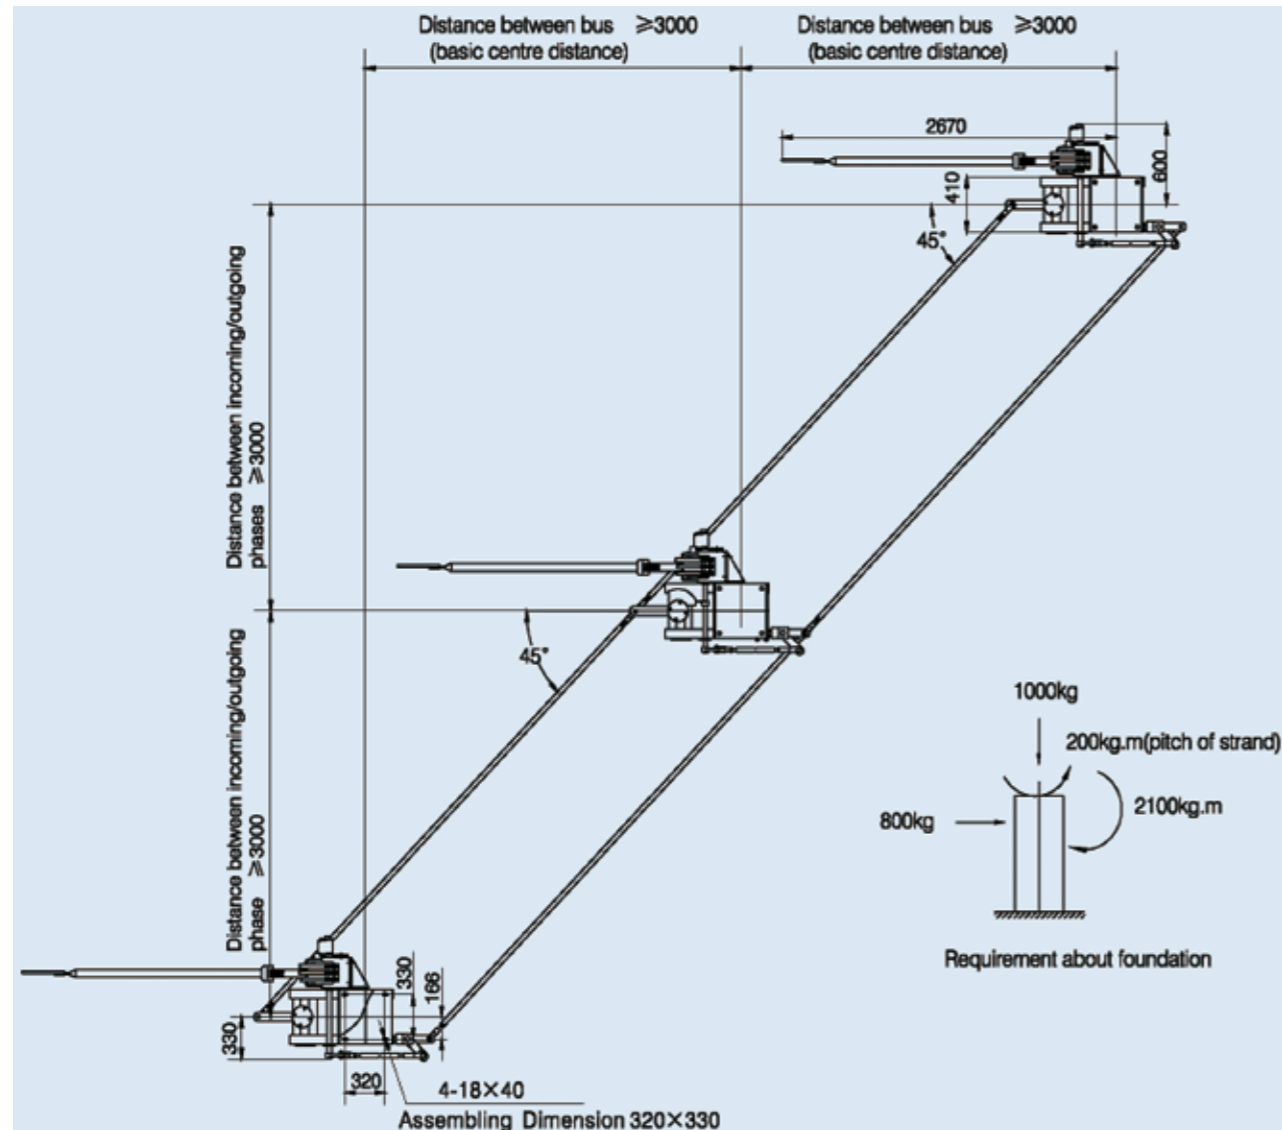 Distance between bus ≥3000
(basic centre distance)
Distance between bus ≥3000
(basic centre distance)
2670
600
410
45°
Distance between incoming/outgoing
phases ≥3000
45°
Distance between incoming/outgoing
phase ≥3000
1000kg
200kg.m(pitch of strand)
2100kg.m
800kg
Requirement about foundation
330
166
330
320
4-18×40
Assembling Dimension 320×330